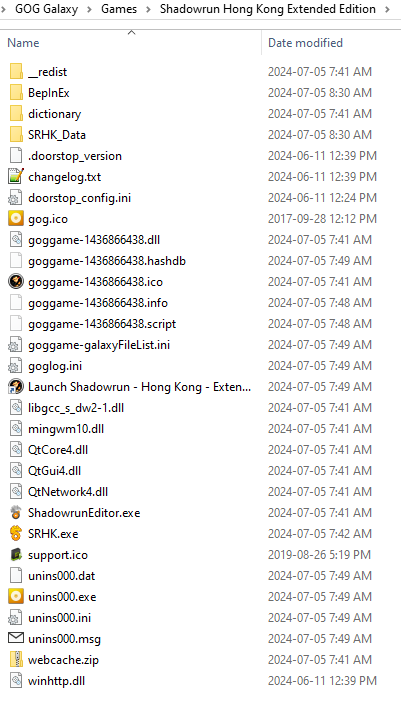 GOG Galaxy > Games > Shadowrun Hong Kong Extended Edition >
Name Date modified
__redist 2024-07-05 7:41 AM
BepInEx 2024-07-05 8:30 AM
dictionary 2024-07-05 7:41 AM
SRHK_Data 2024-07-05 8:30 AM
.doorstop_version 2024-06-11 12:39 PM
changelog.txt 2024-06-11 12:39 PM
doorstop_config.ini 2024-06-11 12:24 PM
gog.ico 2017-09-28 12:12 PM
goggame-1436866438.dll 2024-07-05 7:41 AM
goggame-1436866438.hashdb 2024-07-05 7:49 AM
goggame-1436866438.ico 2024-07-05 7:41 AM
goggame-1436866438.info 2024-07-05 7:48 AM
goggame-1436866438.script 2024-07-05 7:48 AM
goggame-galaxyFileList.ini 2024-07-05 7:49 AM
goglog.ini 2024-07-05 7:49 AM
Launch Shadowrun - Hong Kong - Exten... 2024-07-05 7:49 AM
libgcc_s_dw2-1.dll 2024-07-05 7:41 AM
mingwm10.dll 2024-07-05 7:41 AM
QtCore4.dll 2024-07-05 7:41 AM
QtGui4.dll 2024-07-05 7:41 AM
QtNetwork4.dll 2024-07-05 7:41 AM
ShadowrunEditor.exe 2024-07-05 7:41 AM
SRHK.exe 2024-07-05 7:42 AM
support.ico 2019-08-26 5:19 PM
unins000.dat 2024-07-05 7:49 AM
unins000.exe 2024-07-05 7:49 AM
unins000.ini 2024-07-05 7:49 AM
unins000.msg 2024-07-05 7:49 AM
webcache.zip 2024-07-05 7:41 AM
winhttp.dll 2024-06-11 12:39 PM